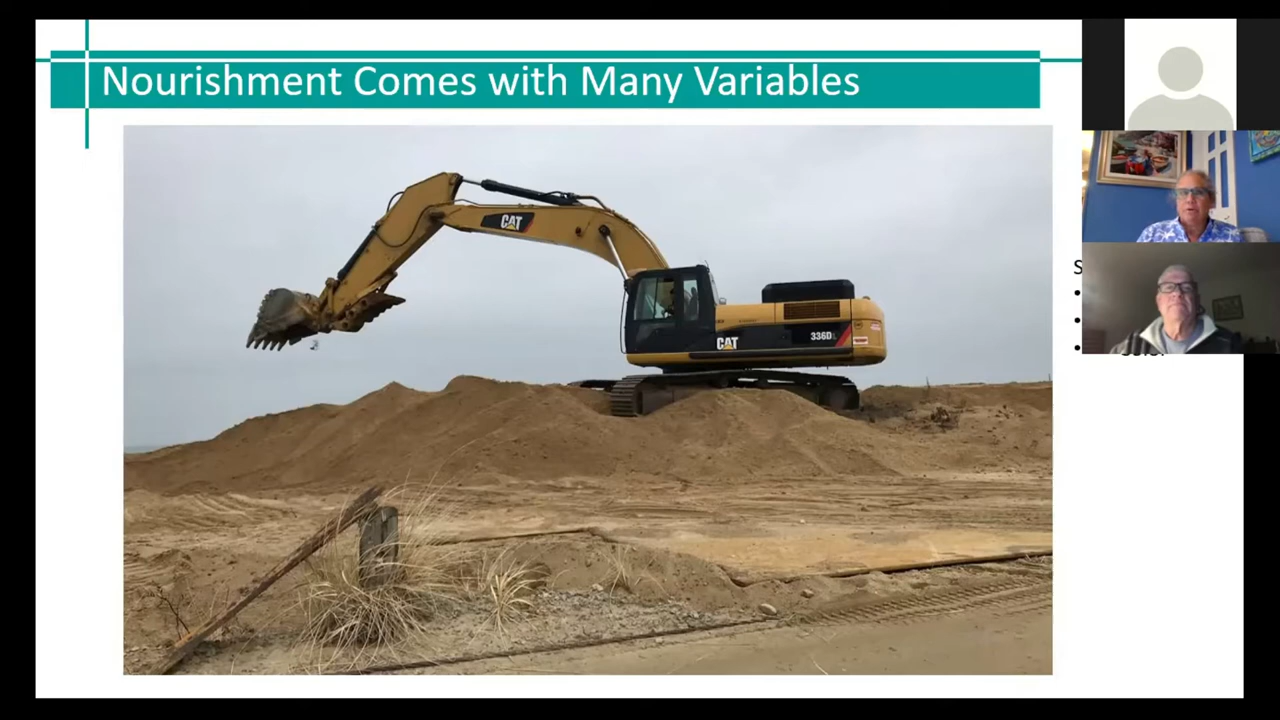 Nourishment Comes with Many Variables
CAT
CAT
336D L
S
•
•
•